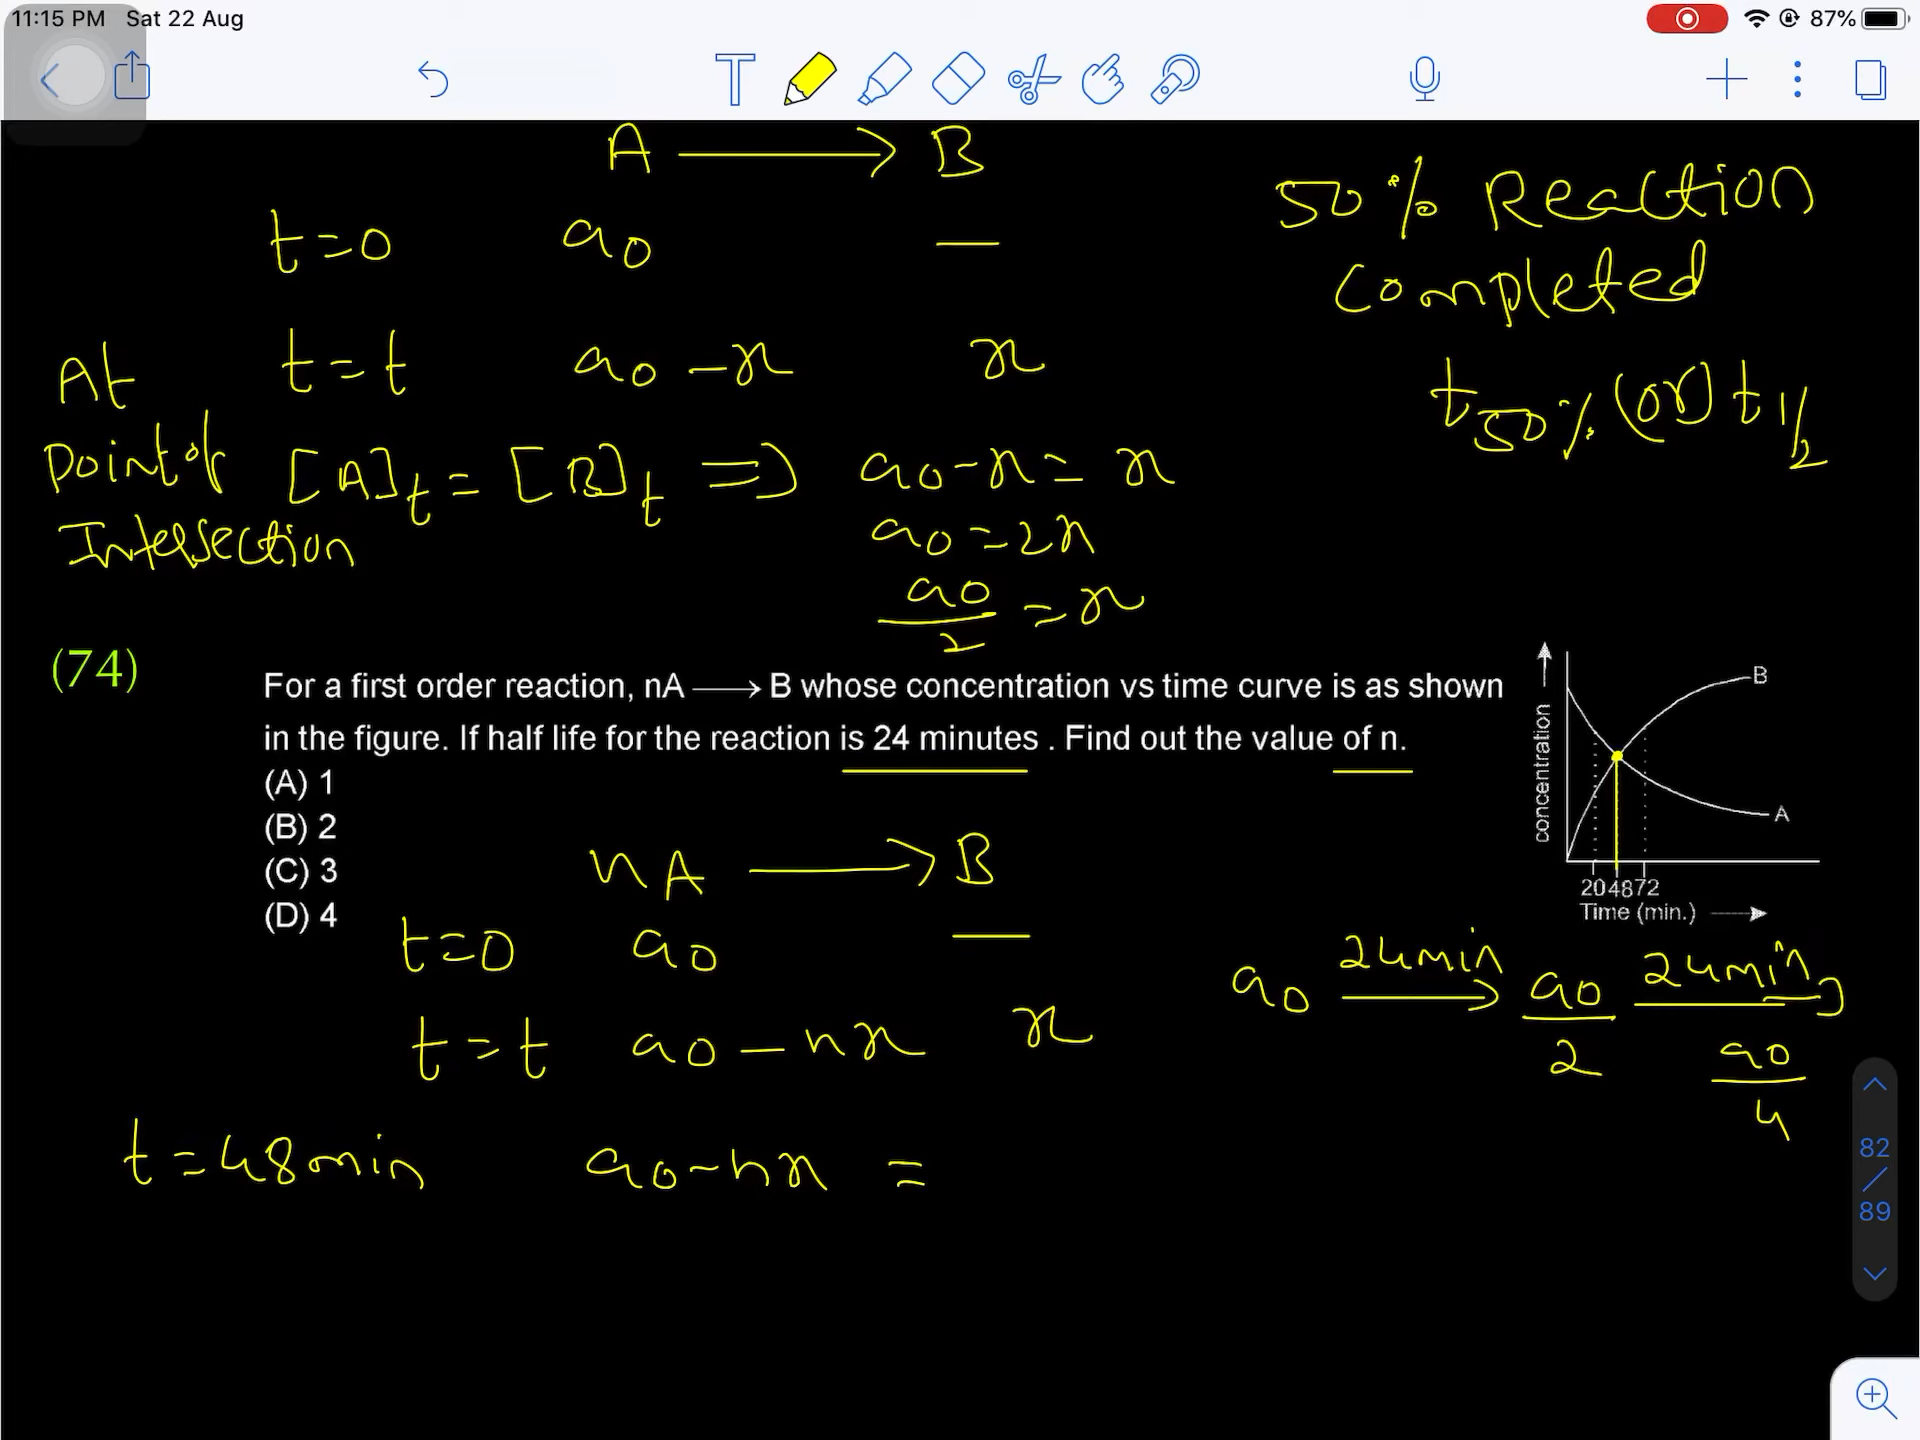 11:15 PM Sat 22 Aug
87%
A → B
t=0 a0 —
50% Reaction
completed
t=t a0-x x
t50% (or) t1/2
At
Point of
Intersection
[A]t = [B]t ⇒ a0-x = x
a0=2x
a0/2 = x
(74)
For a first order reaction, nA → B whose concentration vs time curve is as shown
in the figure. If half life for the reaction is 24 minutes . Find out the value of n.
(A) 1
(B) 2
(C) 3
(D) 4
concentration
B
A
20 48 72
Time (min.) →
nA → B
t=0 a0 —
t=t a0-nx x
a0 24min→ a0/2 24min→ a0/4
t=48min a0-nx =
82
/
89